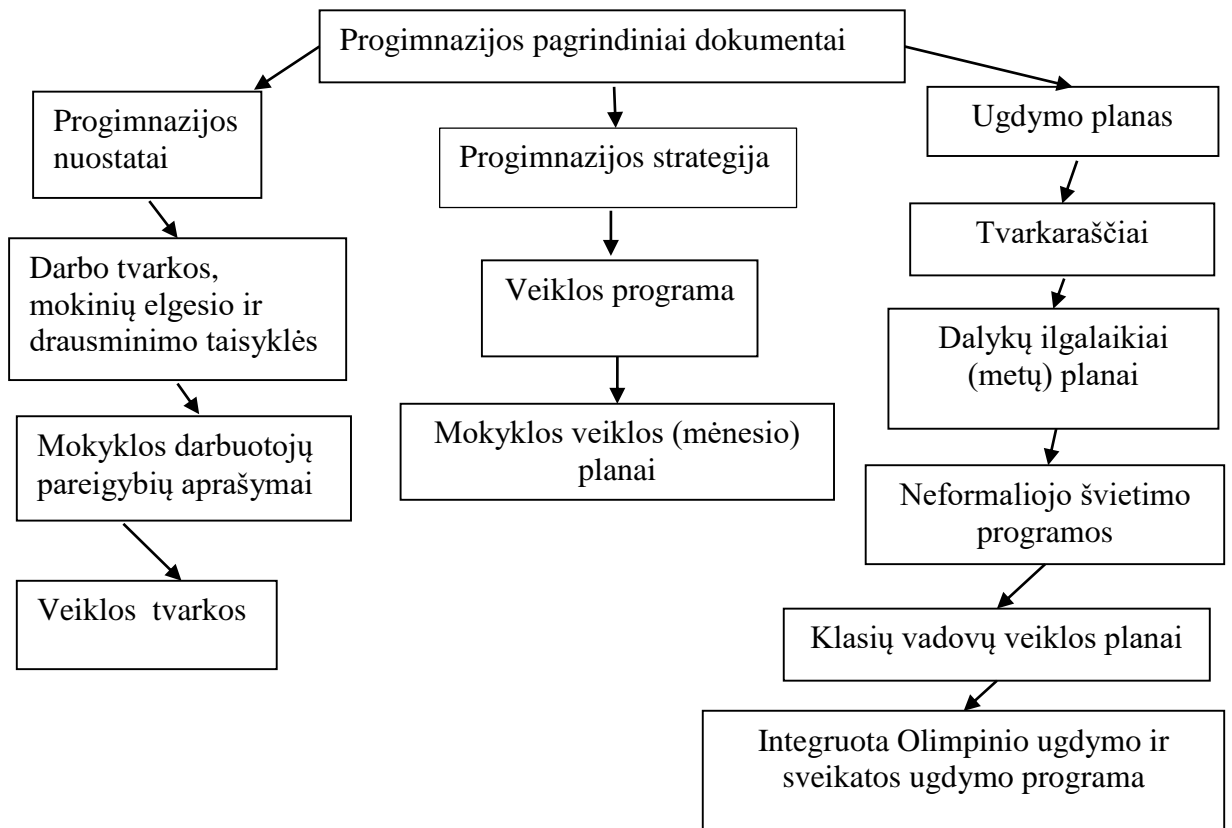 Progimnazijos pagrindiniai dokumentai
Progimnazijos
nuostatai
Darbo tvarkos,
mokinių elgesio ir
drausminimo taisyklės
Mokyklos darbuotojų
pareigybių aprašymai
Veiklos tvarkos
Progimnazijos strategija
Veiklos programa
Mokyklos veiklos (mėnesio)
planai
Ugdymo planas
Tvarkaraščiai
Dalykų ilgalaikiai
(metų) planai
Neformaliojo švietimo
programos
Klasių vadovų veiklos planai
Integruota Olimpinio ugdymo ir
sveikatos ugdymo programa